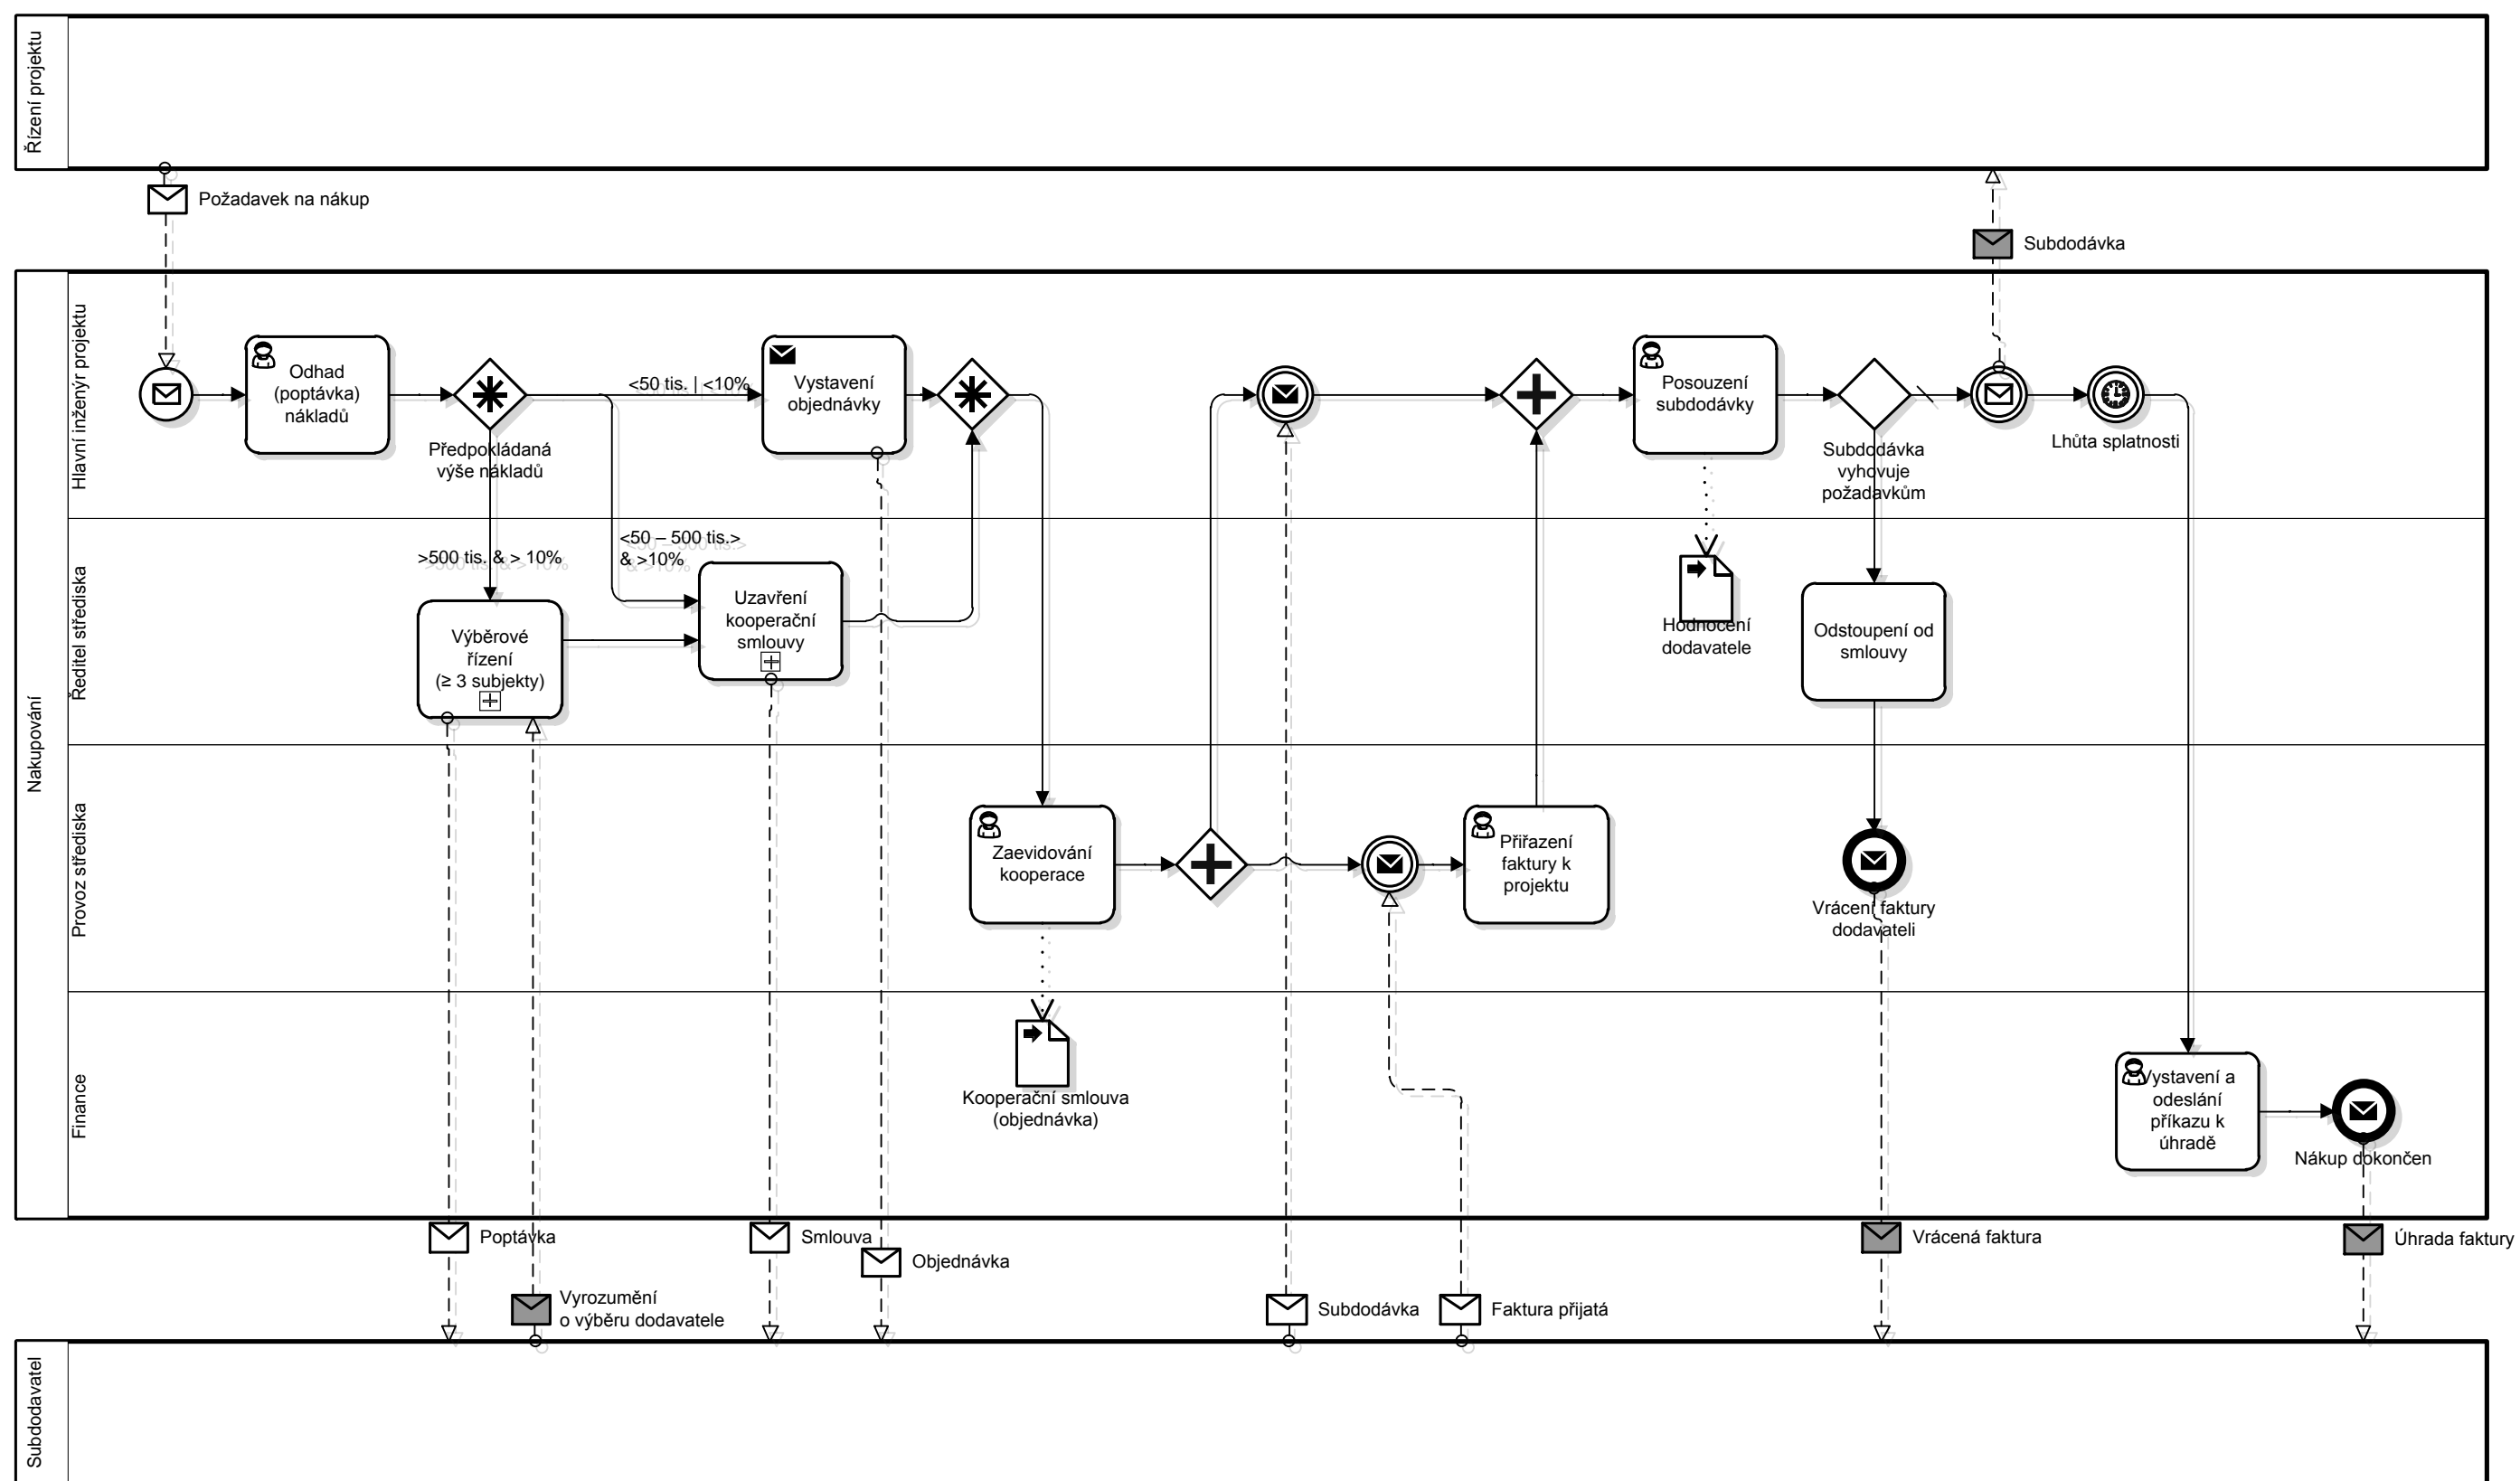 Řízení projektu
Požadavek na nákup
Subdodávka
Nakupování
Hlavní inženýr projektu
Odhad
(poptávka)
nákladů
Předpokládaná
výše nákladů
<50 tis. | <10%
Vystavení
objednávky
Posouzení
subdodávky
Subdodávka
vyhovuje
požadavkům
Lhůta splatnosti
Ředitel střediska
>500 tis. & > 10%
<50 – 500 tis.>
& >10%
Výběrové
řízení
(≥ 3 subjekty)
Uzavření
kooperační
smlouvy
Hodnocení
dodavatele
Odstoupení od
smlouvy
Provoz střediska
Zaevidování
kooperace
Přiřazení
faktury k
projektu
Vrácení faktury
dodavateli
Finance
Kooperační smlouva
(objednávka)
Vystavení a
odeslání
příkazu k
úhradě
Nákup dokončen
Poptávka
Smlouva
Objednávka
Vrácená faktura
Úhrada faktury
Vyrozumění
o výběru dodavatele
Subdodávka
Faktura přijatá
Subdodavatel